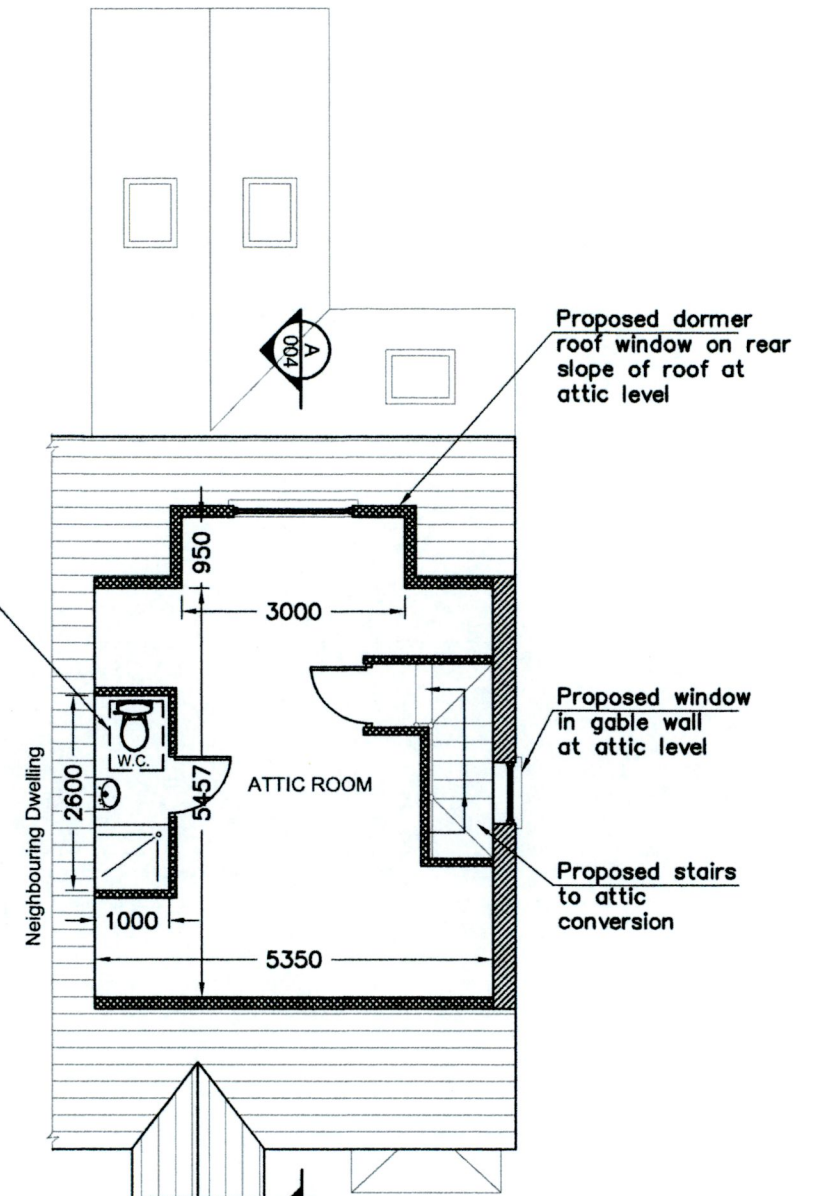 Proposed dormer
roof window on rear
slope of roof at
attic level
A
004
950
3000
Proposed window
in gable wall
at attic level
W.C.
Neighbouring Dwelling
2600
5457
ATTIC ROOM
Proposed stairs
to attic
conversion
1000
5350